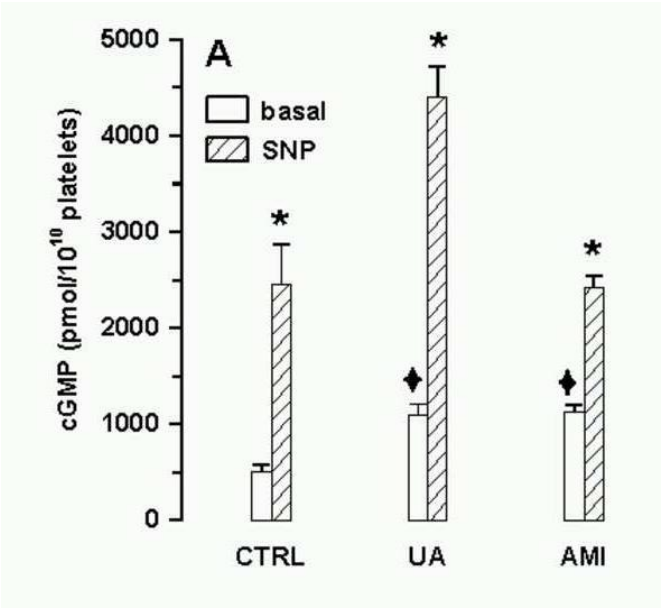 A
basal
SNP
cGMP (pmol/10¹⁰ platelets)
5000
4000
3000
2000
1000
0
*
*
*
CTRL
UA
AMI